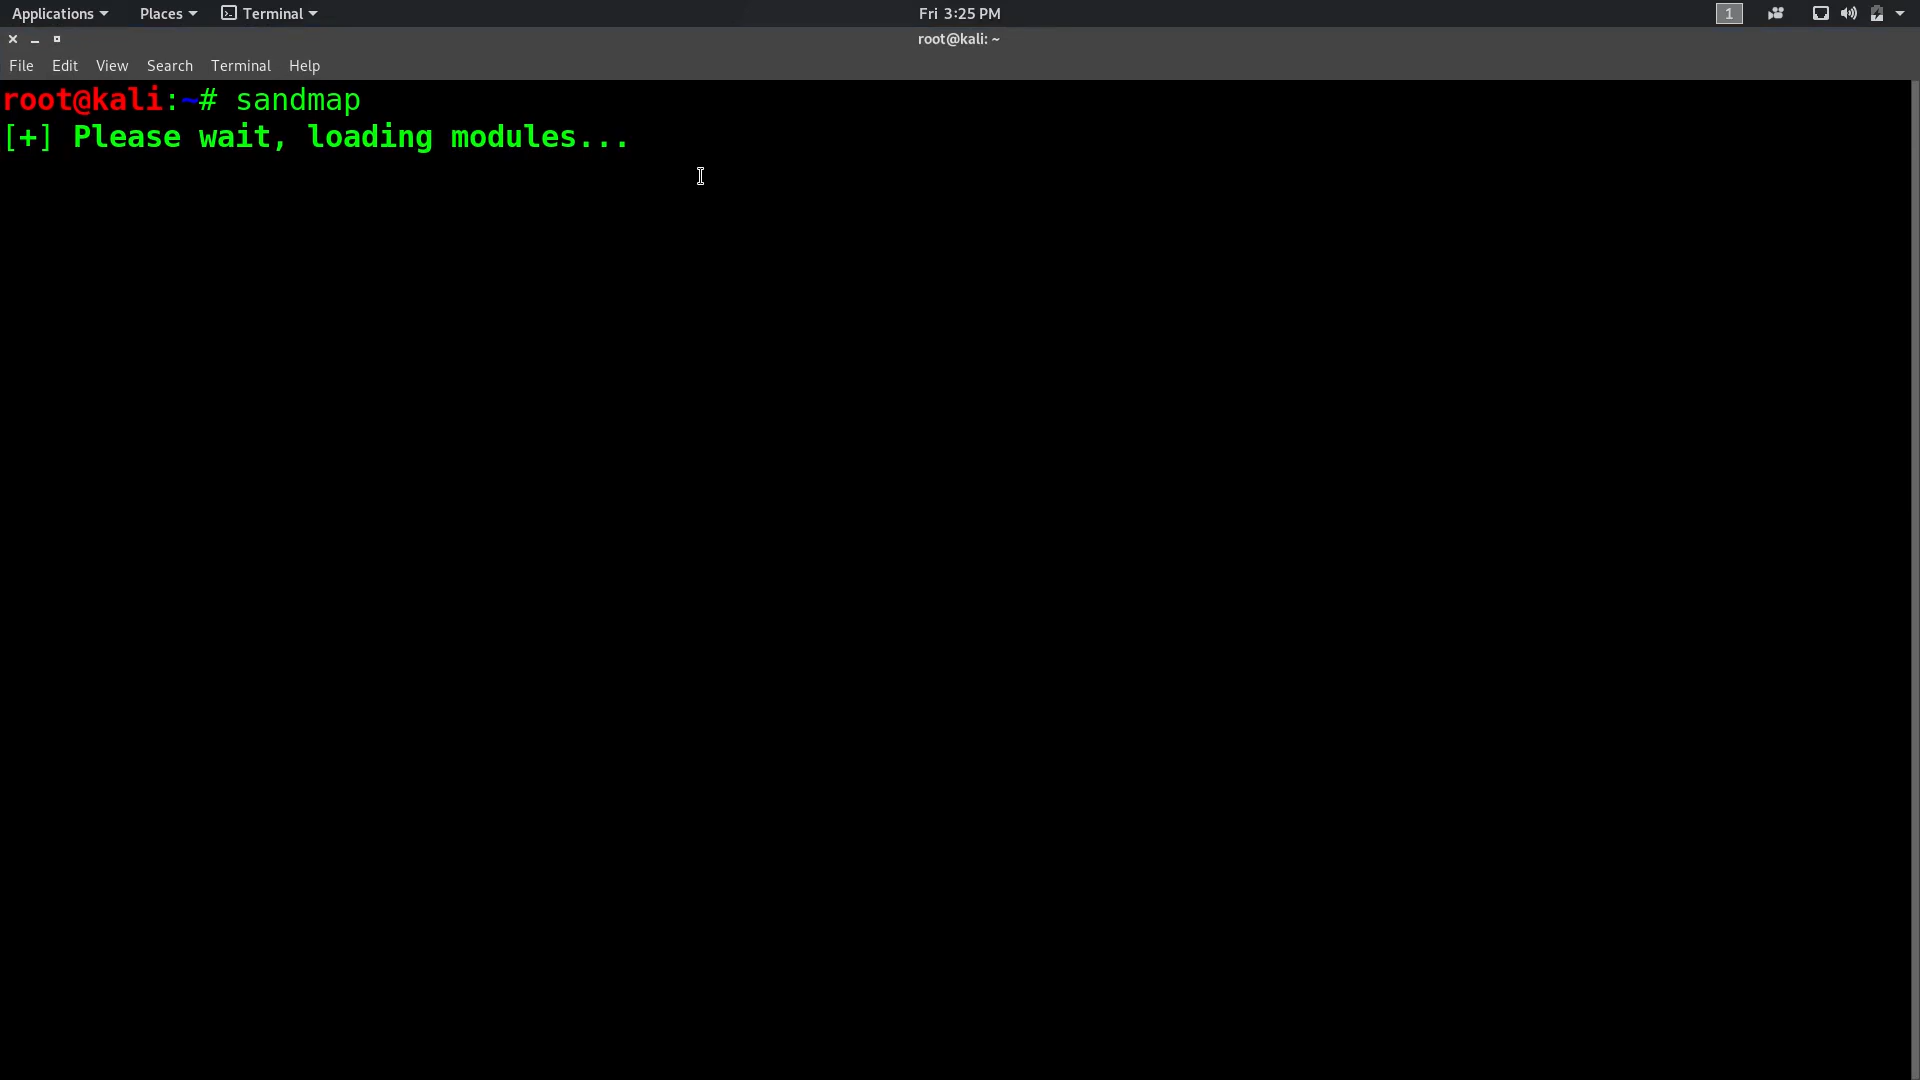 Applications Places Terminal Fri 3:25 PM 1
root@kali: ~
File Edit View Search Terminal Help
root@kali:~# sandmap
[+] Please wait, loading modules...